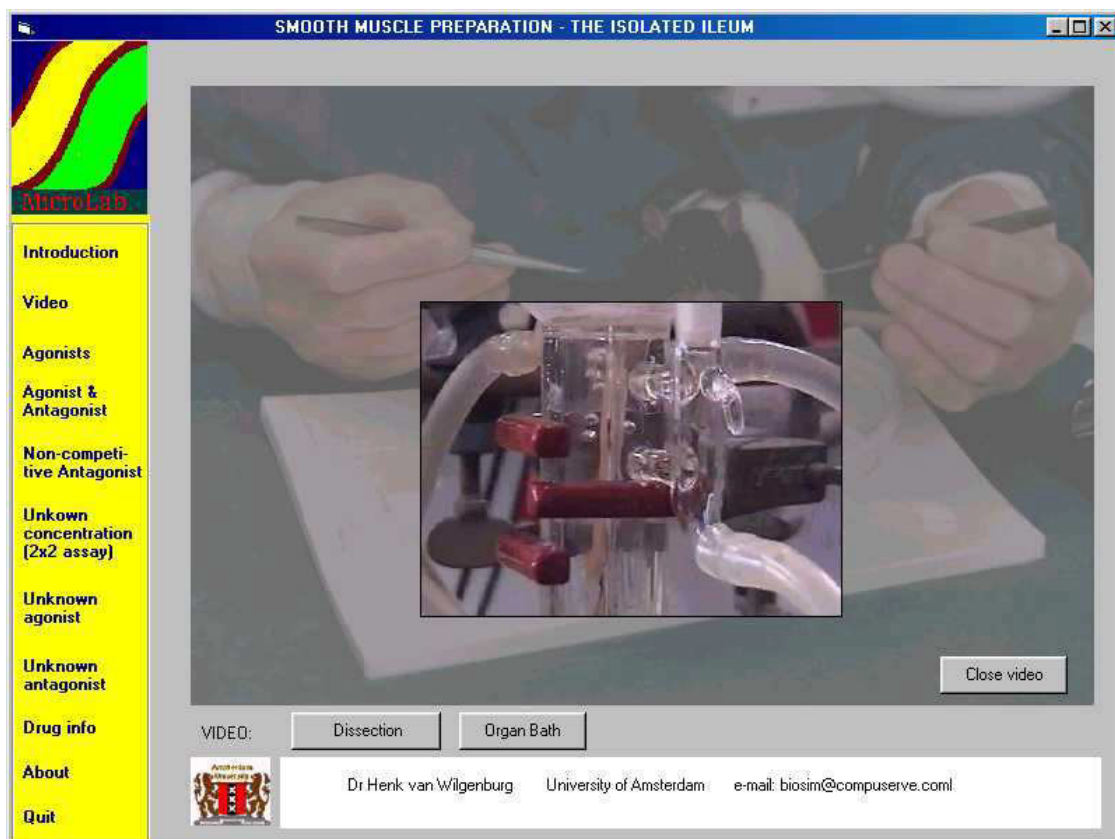 SMOOTH MUSCLE PREPARATION - THE ISOLATED ILEUM
MicroLab
Introduction
Video
Agonists
Agonist &
Antagonist
Non-competi-
tive Antagonist
Unkown
concentration
(2x2 assay)
Unknown
agonist
Unknown
antagonist
Drug info
About
Quit
Close video
VIDEO:
Dissection
Organ Bath
Amsterdam
University
Dr Henk van Wilgenburg University of Amsterdam e-mail: biosim@compuserve.coml